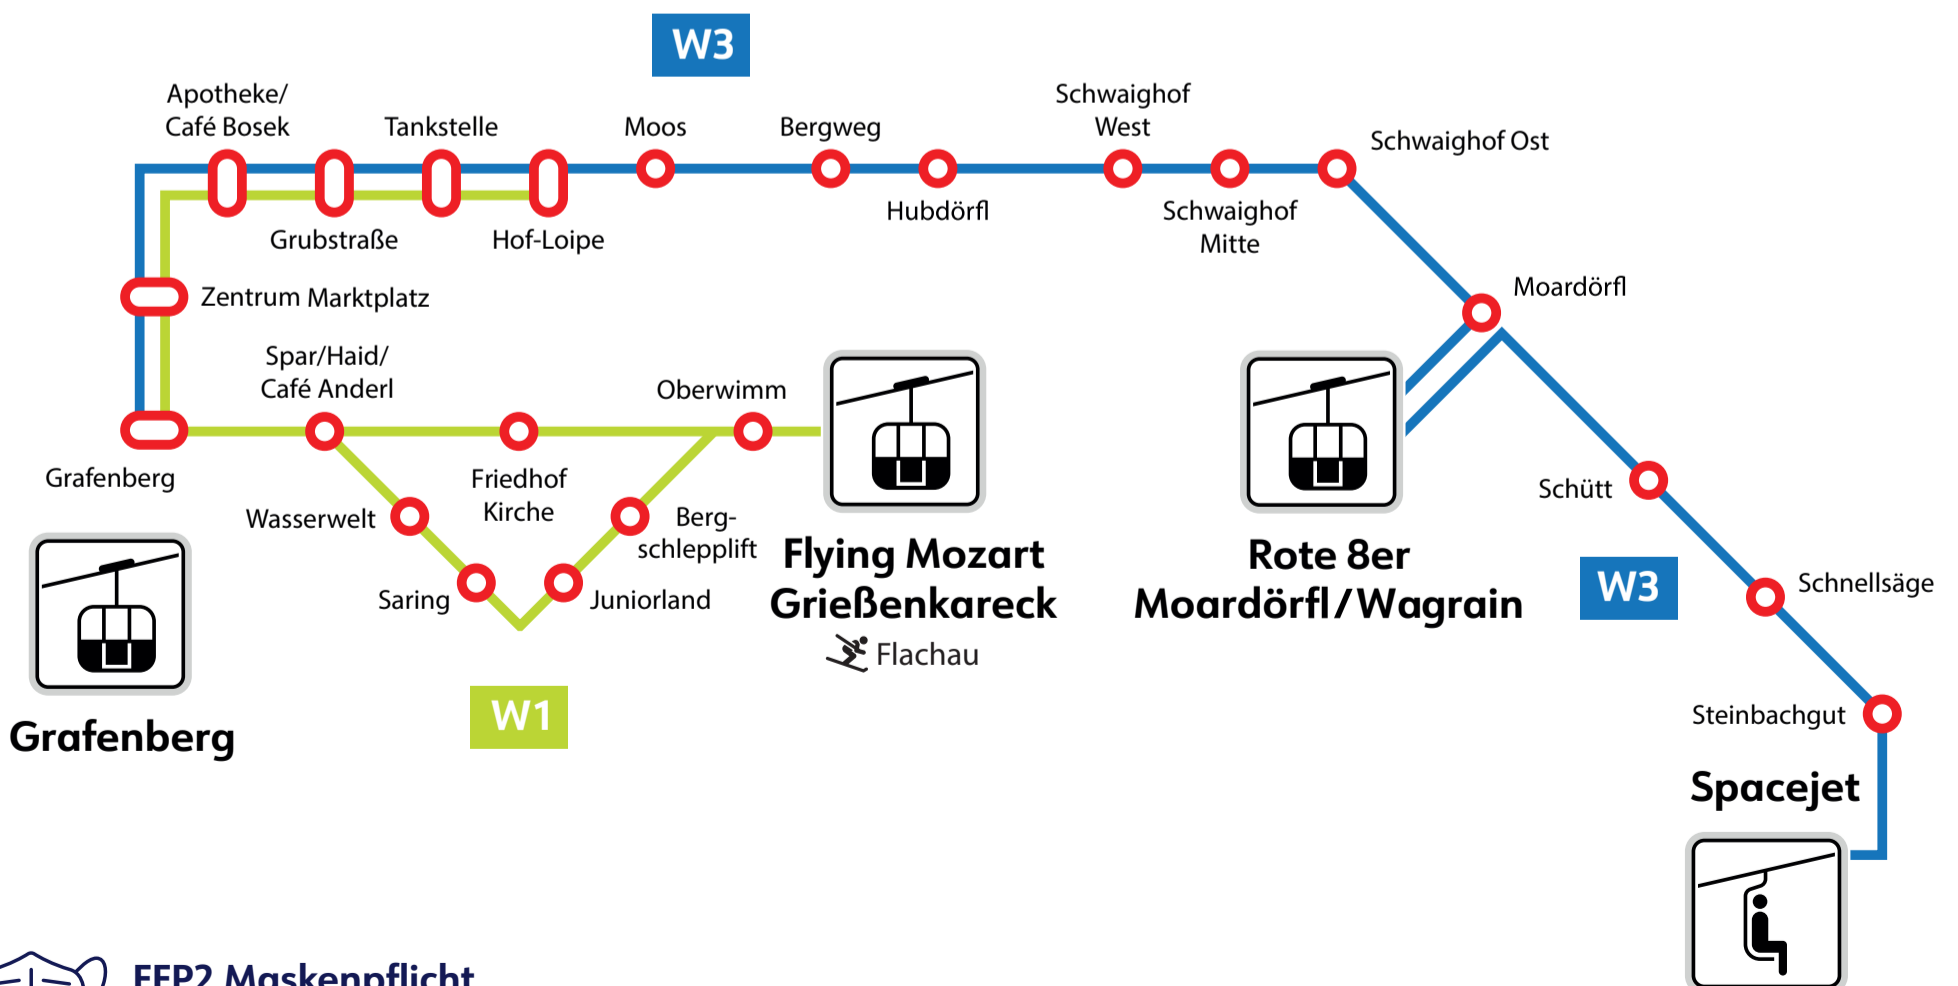 W3
Apotheke/
Café Bosek
Tankstelle
Moos
Bergweg
Schwaighof
West
Schwaighof Ost
Grubstraße
Hof-Loipe
Hubdörfl
Schwaighof
Mitte
Zentrum Marktplatz
Moardörfl
Spar/Haid/
Café Anderl
Oberwimm
Grafenberg
Friedhof
Kirche
Wasserwelt
Berg-
schlepplift
Saring
Juniorland
Flying Mozart
Grießenkareck
Flachau
Rote 8er
Moardörfl/Wagrain
Schütt
W3
Schnellsäge
W1
Grafenberg
Steinbachgut
Spacejet
FFP2 Maskenpflicht